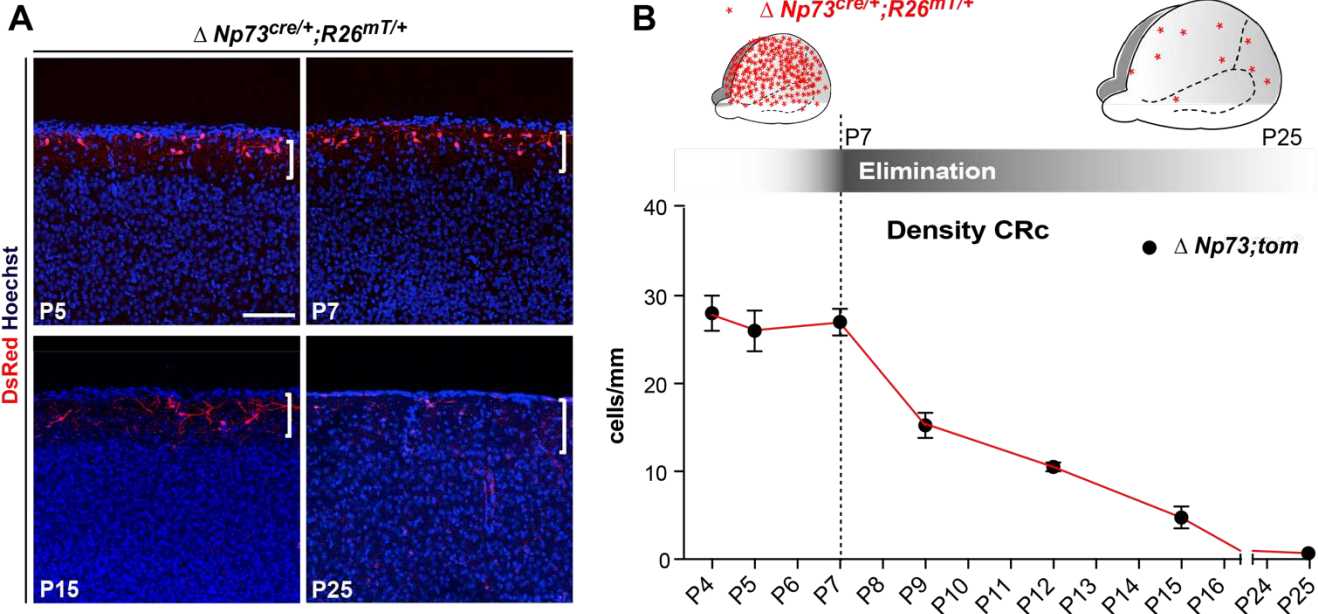 A
Δ Np73cre/+;R26mT/+
DsRed Hoechst
P5
P7
P15
P25
B
* Δ Np73cre/+;R26mT/+
P7
P25
Elimination
Density CRc
Δ Np73;tom
cells/mm
40
30
20
10
0
P4 P5 P6 P7 P8 P9 P10 P11 P12 P13 P14 P15 P16 P24 P25